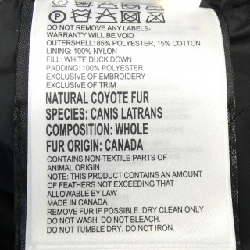 DO NOT REMOVE ANY LABELS-
WARRANTY WILL BE VOID
OUTERSHELL: 85% POLYESTER, 15% COTTON
LINING: 100% NYLON
FILL: WHITE DUCK DOWN
PADDING: 100% POLYESTER
EXCLUSIVE OF EMBROIDERY
EXCLUSIVE OF TRIM
NATURAL COYOTE FUR
SPECIES: CANIS LATRANS
COMPOSITION: WHOLE
FUR ORIGIN: CANADA
CONTAINS NON-TEXTILE PARTS OF
ANIMAL ORIGIN
THIS PRODUCT CONTAINS AN AMOUNT
OF FEATHERS NOT EXCEEDING THAT
ALLOWABLE BY LAW
MADE IN CANADA
REMOVE FUR IF POSSIBLE. DRY CLEAN ONLY
DO NOT WASH. DO NOT BLEACH.
DO NOT TUMBLE DRY. DO NOT IRON